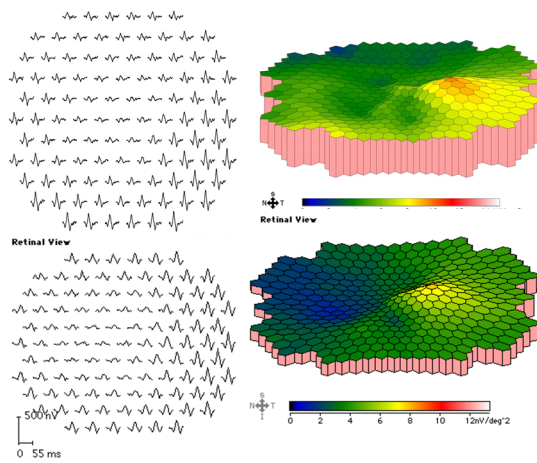 S
N T
Retinal View
Retinal View
500 nV
0 55 ms
N T
I
0 2 4 6 8 10 12nV/deg^2